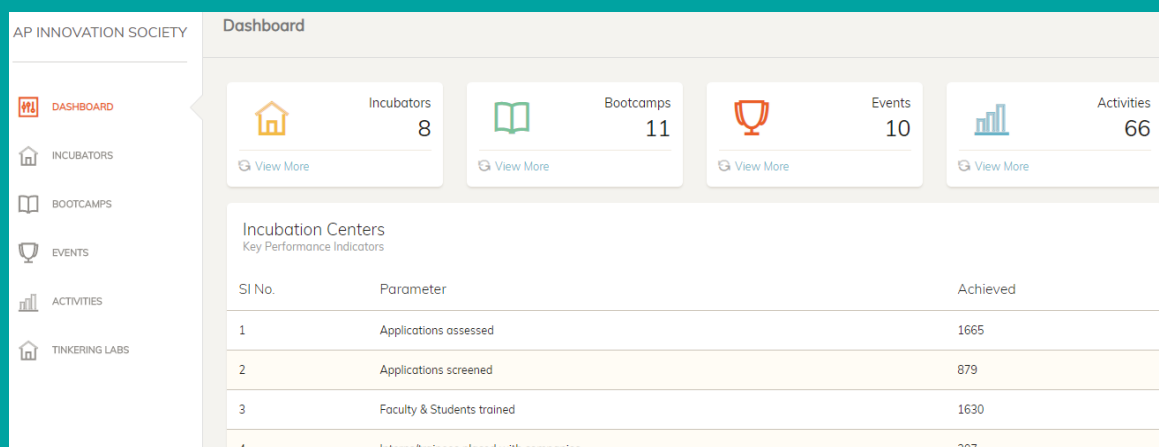 AP INNOVATION SOCIETY
Dashboard
DASHBOARD
INCUBATORS
BOOTCAMPS
EVENTS
ACTIVITIES
TINKERING LABS
Incubators
8
View More
Bootcamps
11
View More
Events
10
View More
Activities
66
View More
Incubation Centers
Key Performance Indicators
SI No. Parameter Achieved
1 Applications assessed 1665
2 Applications screened 879
3 Faculty & Students trained 1630